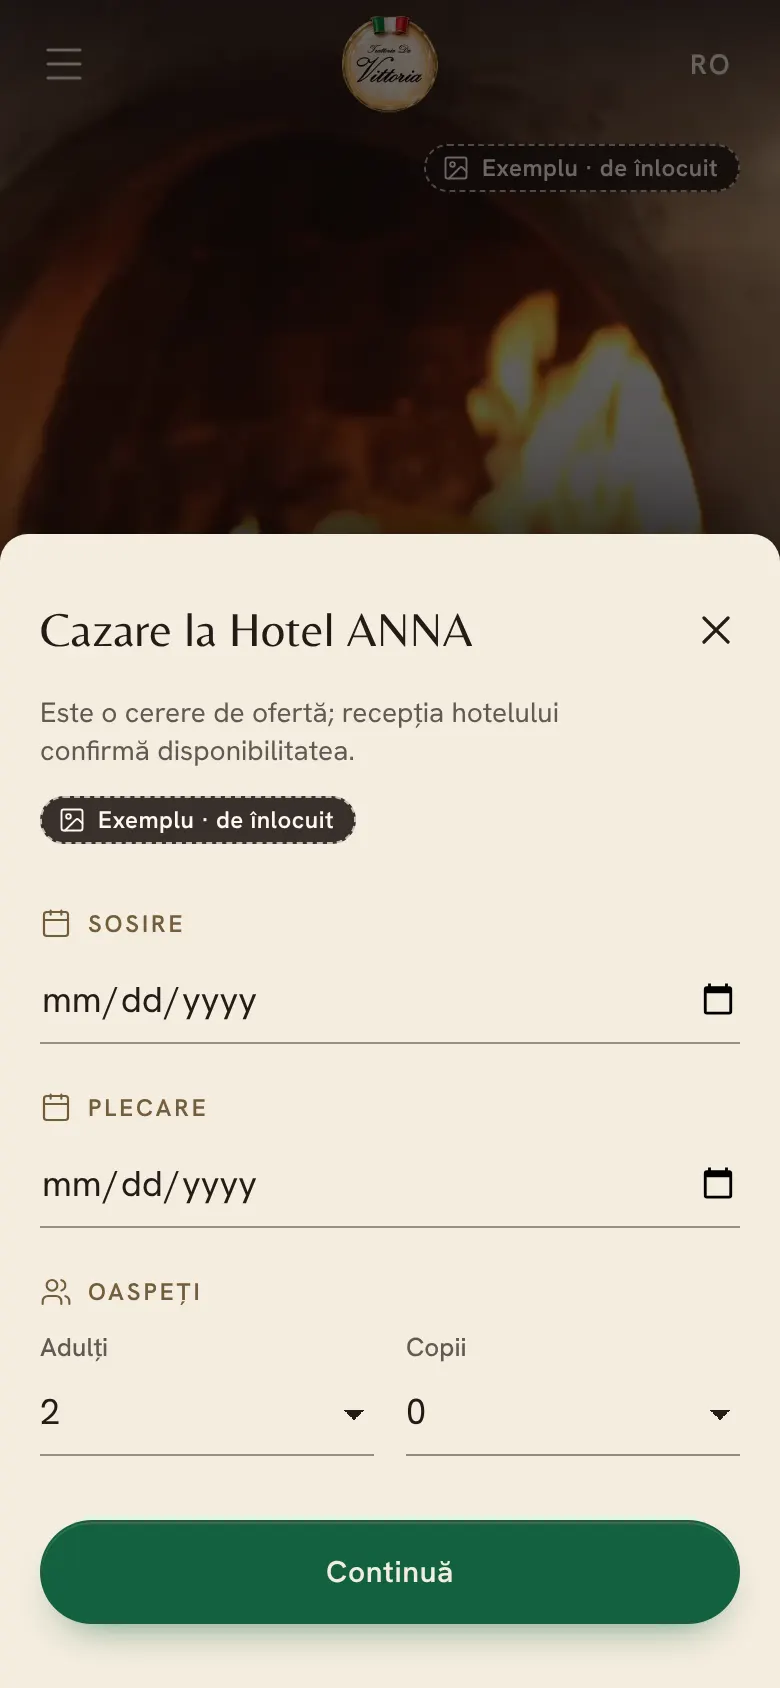 Trattoria Da
Vittoria
RO
Exemplu · de înlocuit
Cazare la Hotel ANNA
Este o cerere de ofertă; recepția hotelului
confirmă disponibilitatea.
Exemplu · de înlocuit
SOSIRE
mm/dd/yyyy
PLECARE
mm/dd/yyyy
OASPEȚI
Adulți
Copii
2
0
Continuă